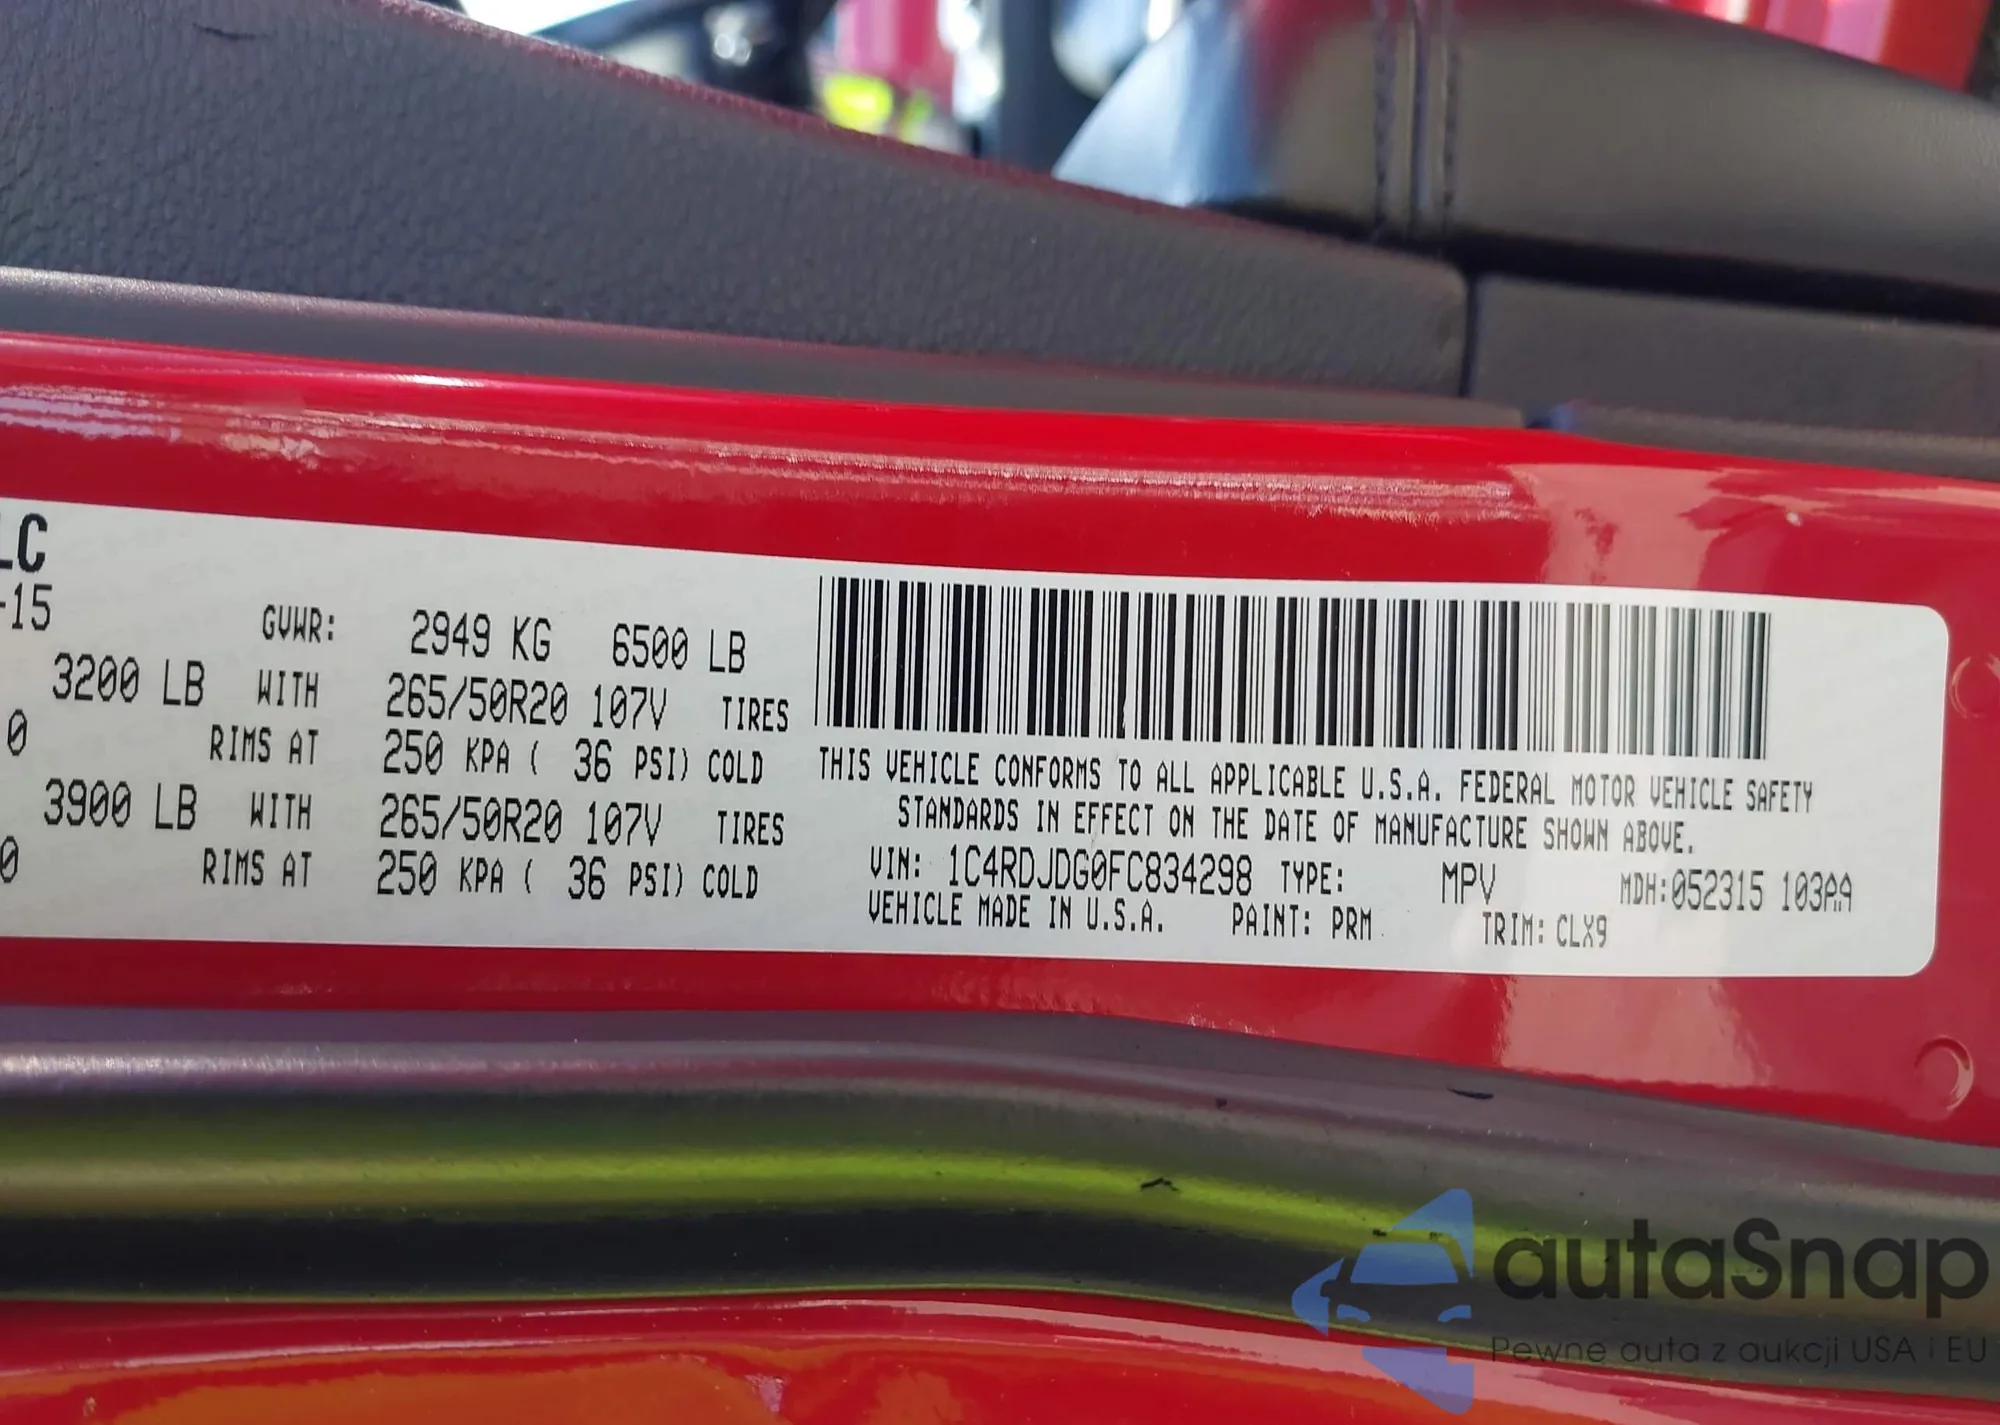 LC
-15
GVWR: 2949 KG 6500 LB
3200 LB WITH 265/50R20 107V TIRES
0 RIMS AT 250 KPA ( 36 PSI) COLD
3900 LB WITH 265/50R20 107V TIRES
0 RIMS AT 250 KPA ( 36 PSI) COLD
THIS VEHICLE CONFORMS TO ALL APPLICABLE U.S.A. FEDERAL MOTOR VEHICLE SAFETY
STANDARDS IN EFFECT ON THE DATE OF MANUFACTURE SHOWN ABOVE.
VIN: 1C4RDJDG0FC834298 TYPE: MPV MDH:052315 103AA
VEHICLE MADE IN U.S.A. PAINT: PRM TRIM: CLX9
autaSnap
Pewne auta z aukcji USA i EU